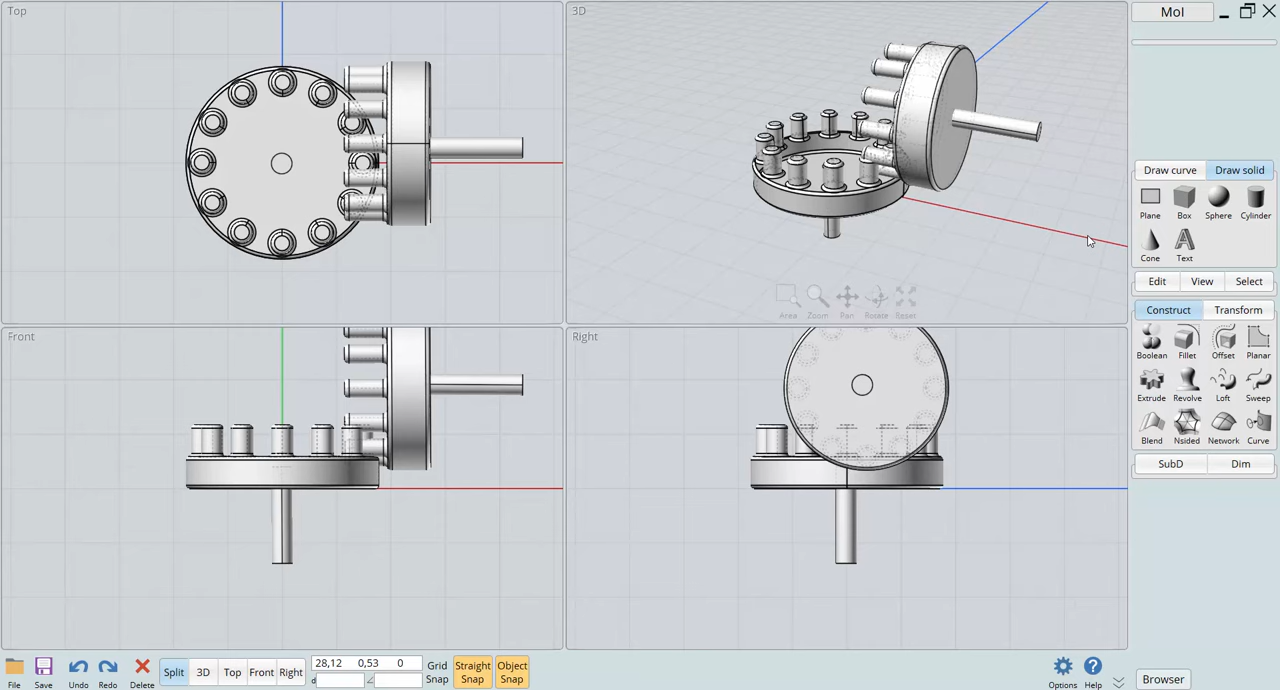 Top
3D
MoI
Draw curve
Draw solid
Plane
Box
Sphere
Cylinder
Cone
Text
Edit
View
Select
Area
Zoom
Pan
Rotate
Reset
Construct
Transform
Front
Right
Boolean
Fillet
Offset
Planar
Extrude
Revolve
Loft
Sweep
Blend
Nsided
Network
Curve
SubD
Dim
File
Save
Undo
Redo
Delete
Split
3D
Top
Front
Right
28,12 0,53 0
d
Grid
Snap
Straight
Snap
Object
Snap
Options
Help
Browser